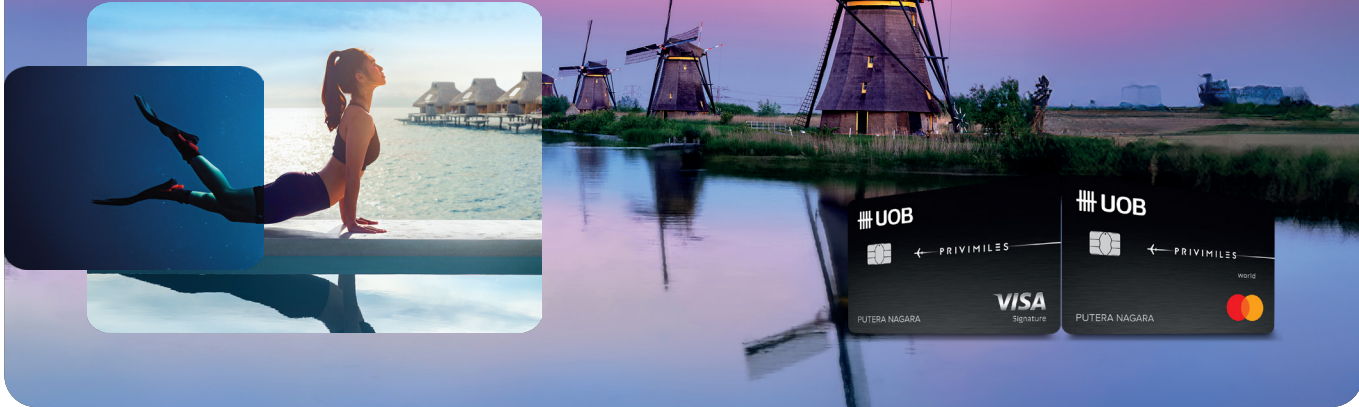 UOB
PRIVIMILES
VISA
Signature
PUTERA NAGARA
UOB
PRIVIMILES
world
PUTERA NAGARA